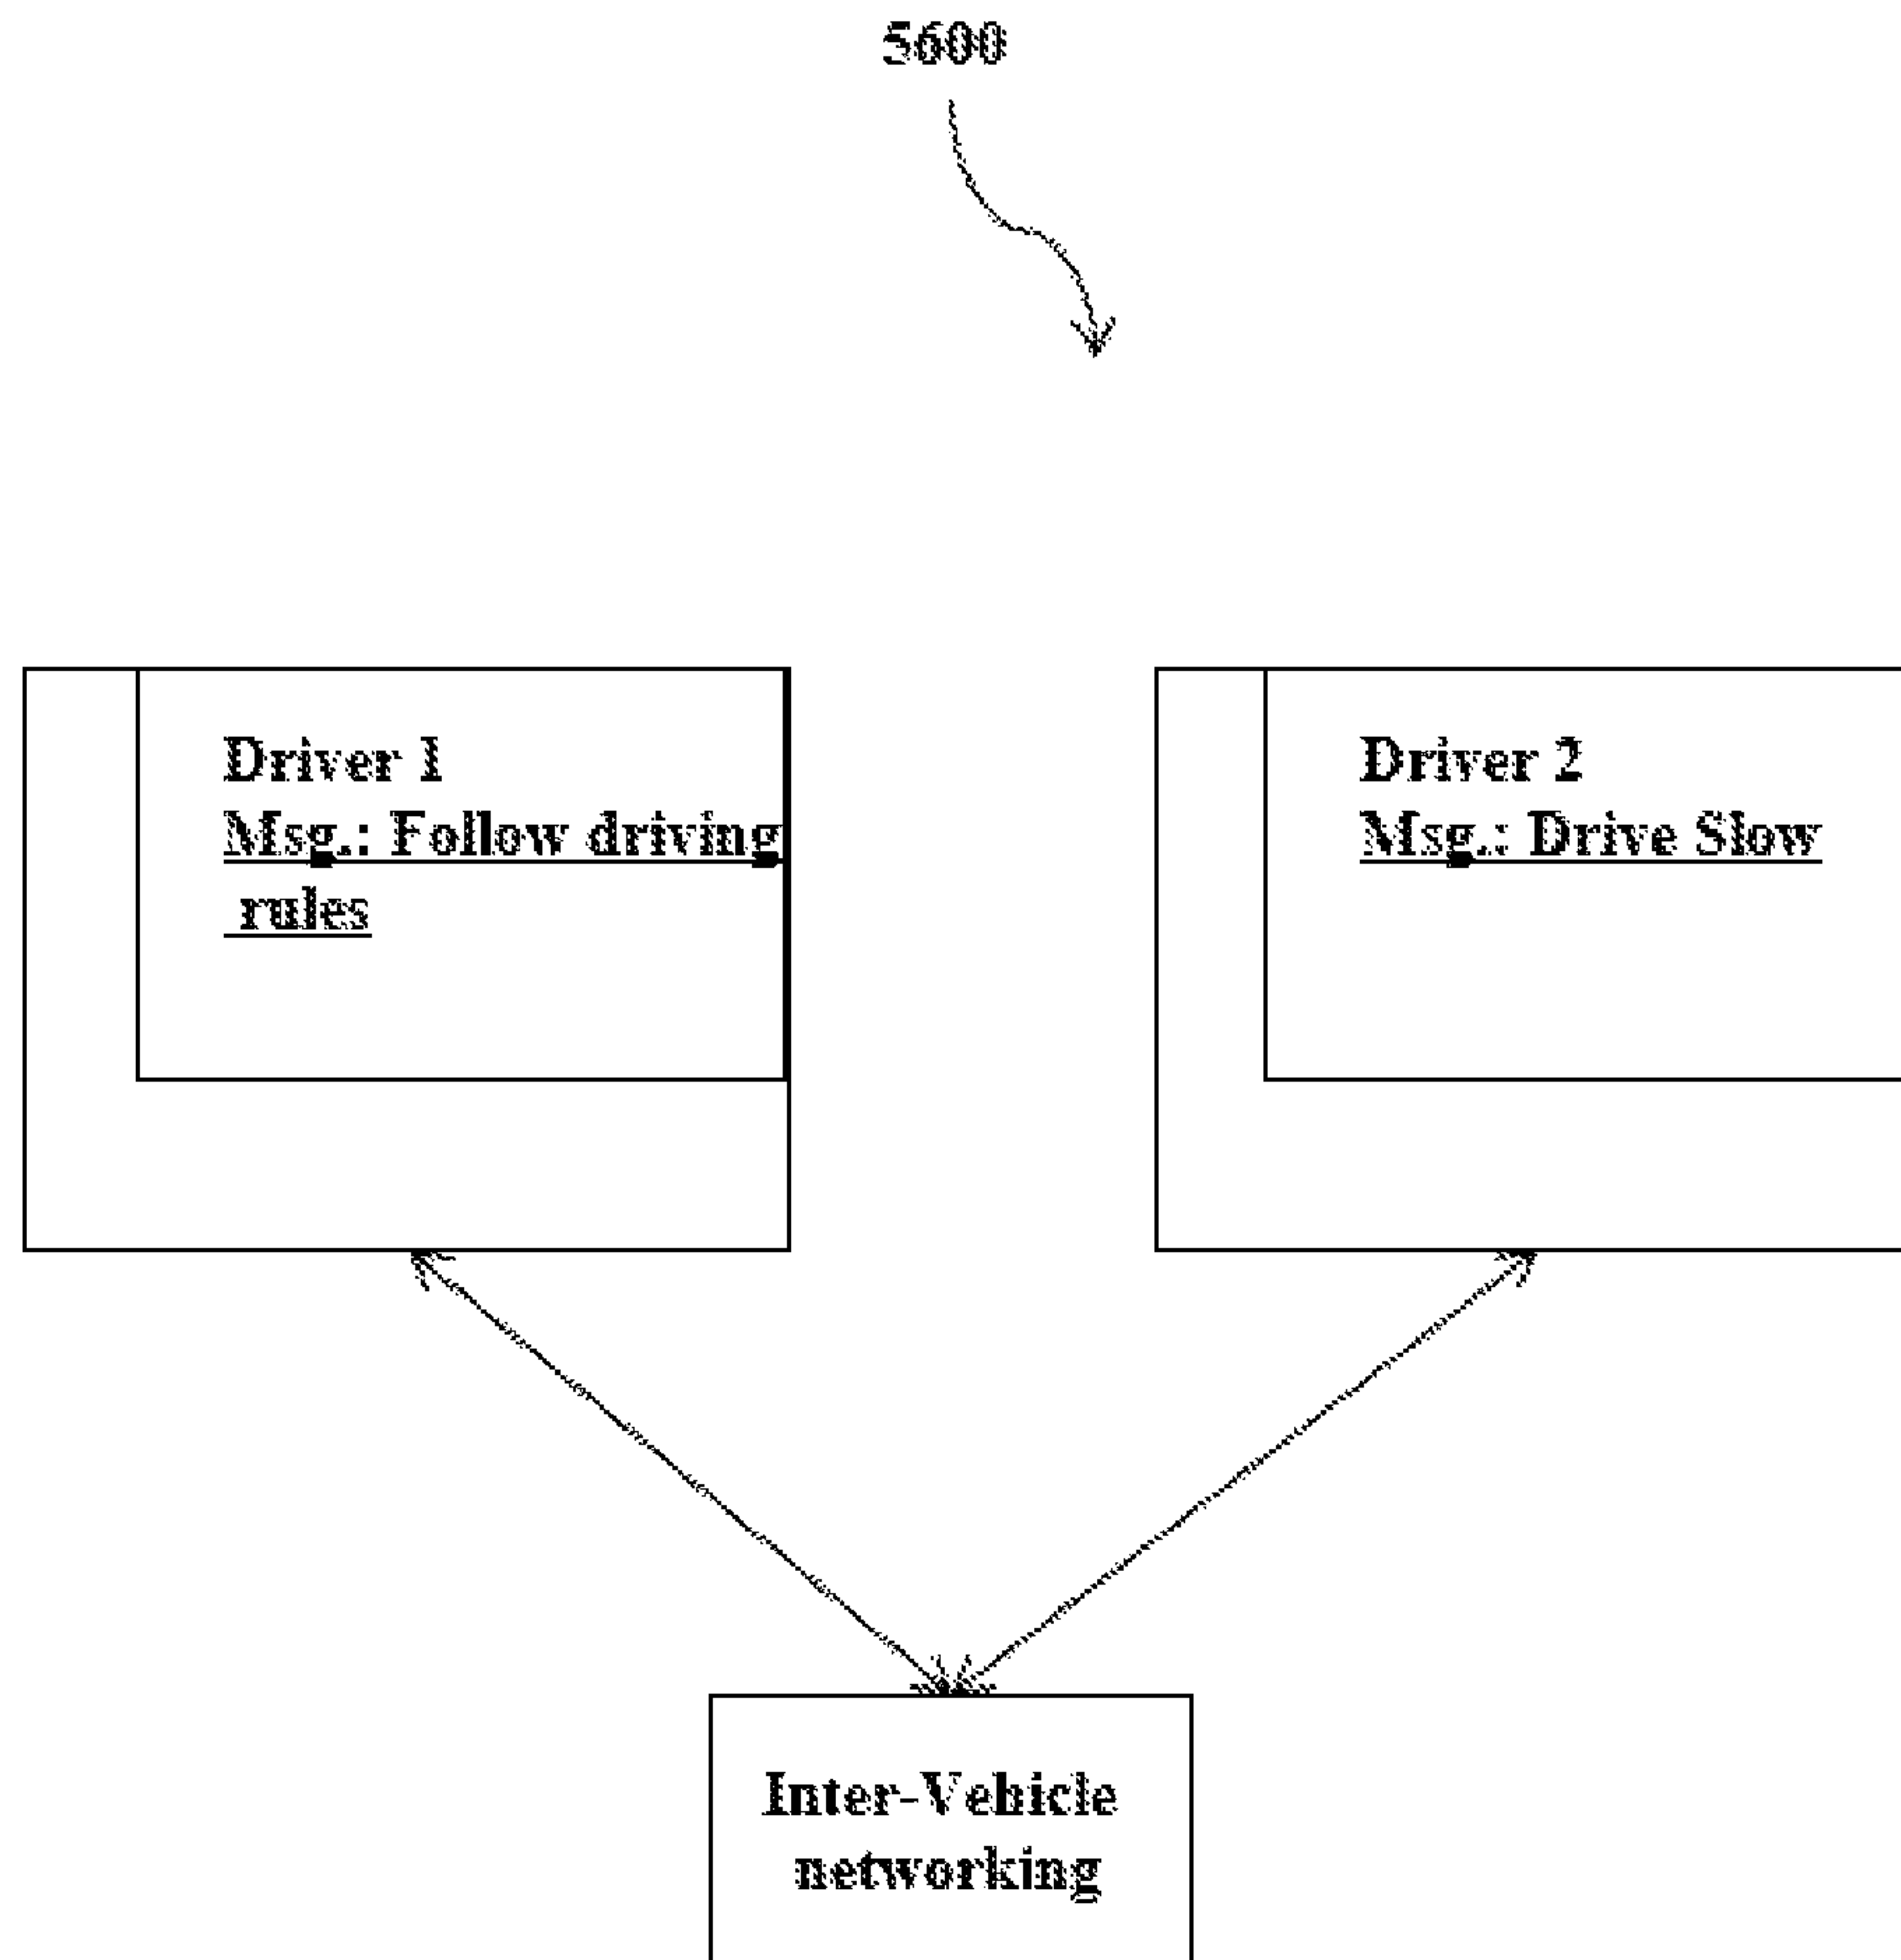 5600
Driver 1
Msg.: Follow driving
rules
Driver 2
Msg.: Drive Slow
Inter-Vehicle
networking